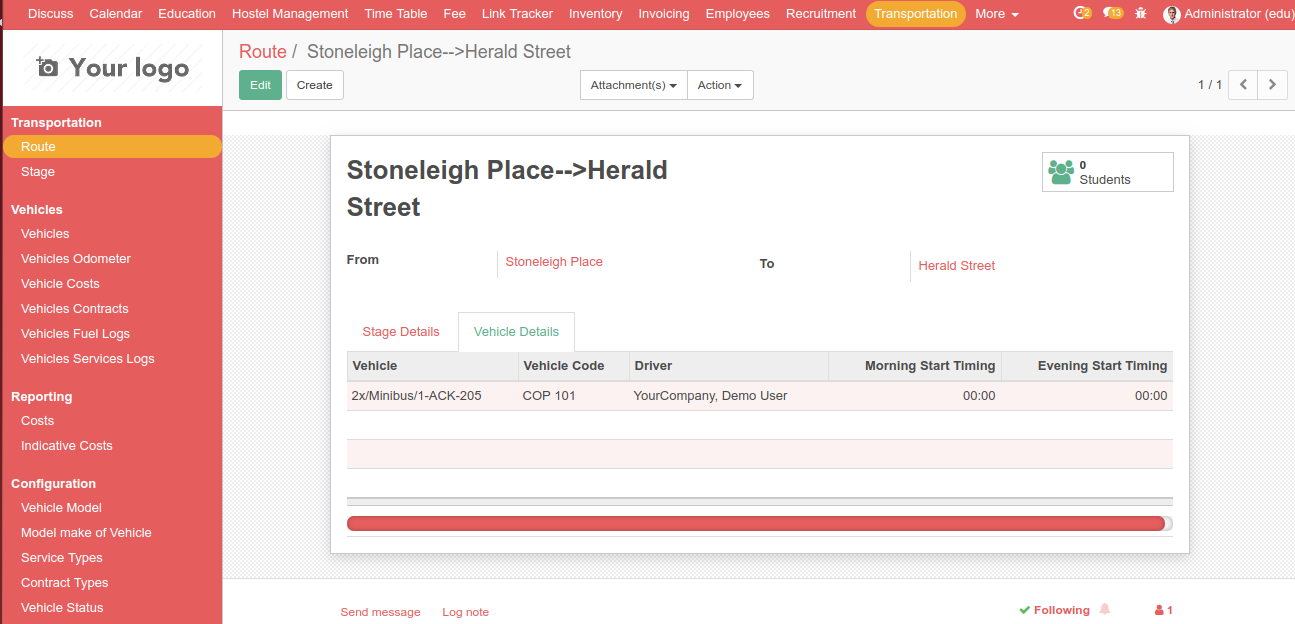 Discuss Calendar Education Hostel Management Time Table Fee Link Tracker Inventory Invoicing Employees Recruitment Transportation More 2 13 Administrator (edu)
Your logo
Route / Stoneleigh Place-->Herald Street
Edit Create Attachment(s) Action 1 / 1
Transportation
Route
Stage
Vehicles
Vehicles
Vehicles Odometer
Vehicle Costs
Vehicles Contracts
Vehicles Fuel Logs
Vehicles Services Logs
Reporting
Costs
Indicative Costs
Configuration
Vehicle Model
Model make of Vehicle
Service Types
Contract Types
Vehicle Status
Stoneleigh Place-->Herald
Street
0
Students
From Stoneleigh Place To Herald Street
Stage Details Vehicle Details
Vehicle Vehicle Code Driver Morning Start Timing Evening Start Timing
2x/Minibus/1-ACK-205 COP 101 YourCompany, Demo User 00:00 00:00
Send message Log note Following 1